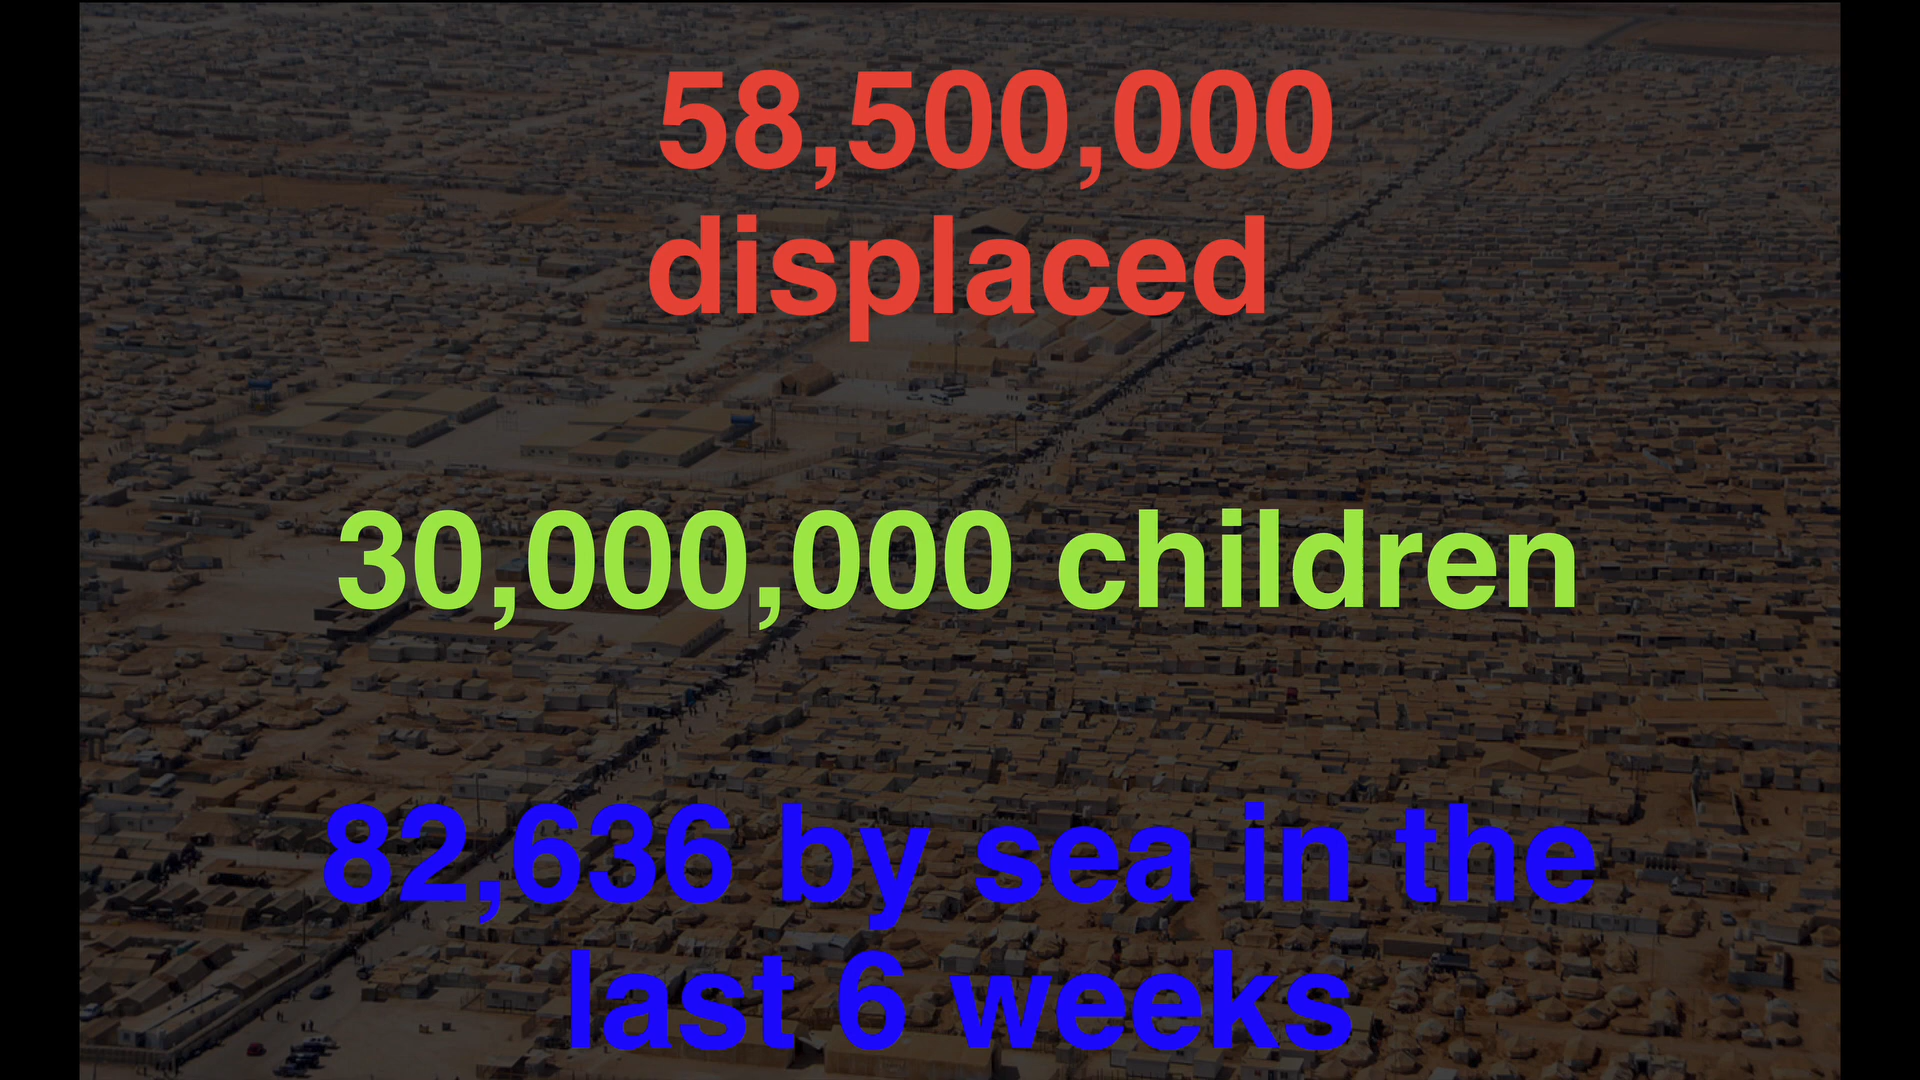 58,500,000
displaced
30,000,000 children
82,636 by sea in the
last 6 weeks